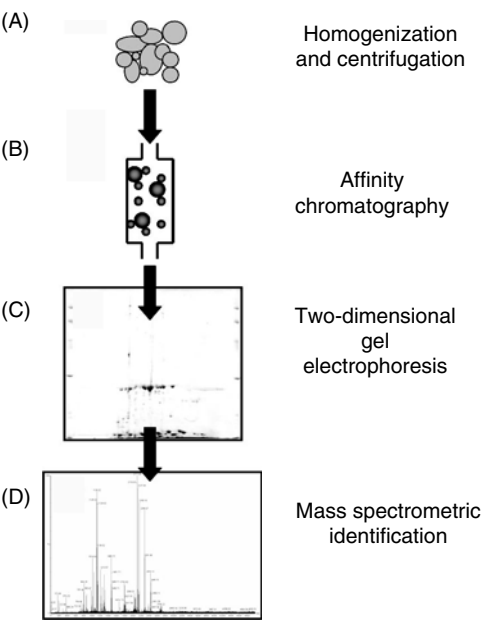 (A)
Homogenization
and centrifugation
(B)
Affinity
chromatography
(C)
Two-dimensional
gel
electrophoresis
(D)
Mass spectrometric
identification